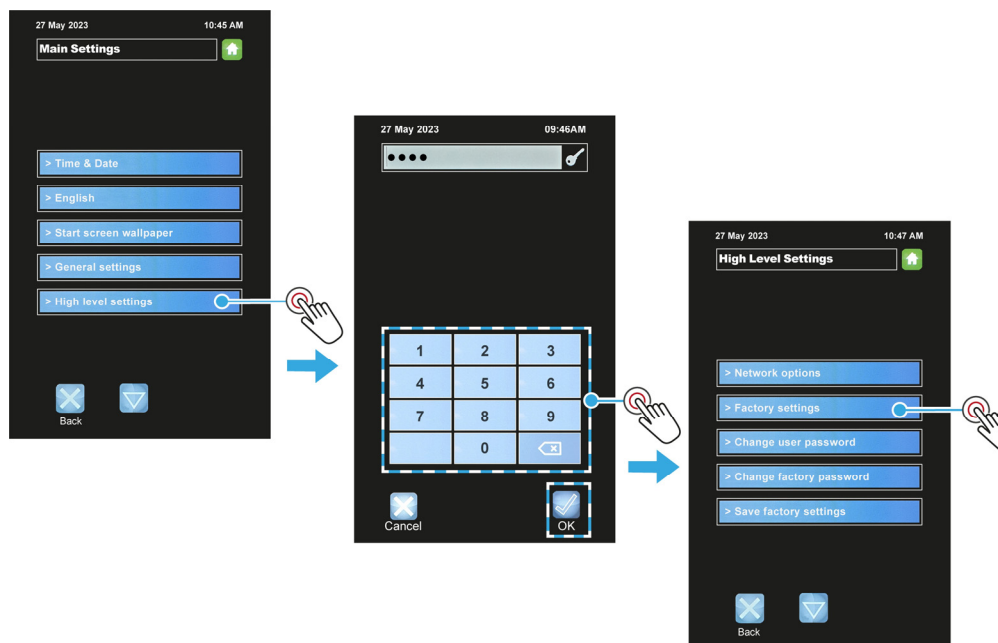 27 May 2023 10:45 AM
Main Settings
> Time & Date
> English
> Start screen wallpaper
> General settings
> High level settings
Back
27 May 2023 09:46AM
1 2 3
4 5 6
7 8 9
0
Cancel OK
27 May 2023 10:47 AM
High Level Settings
> Network options
> Factory settings
> Change user password
> Change factory password
> Save factory settings
Back